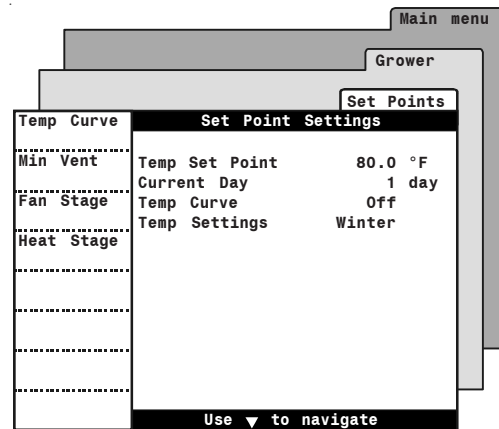 Main menu
Grower
Set Points
Temp Curve
Set Point Settings
Min Vent
Temp Set Point 80.0 °F
Current Day 1 day
Fan Stage
Temp Curve Off
Temp Settings Winter
Heat Stage
Use ▼ to navigate